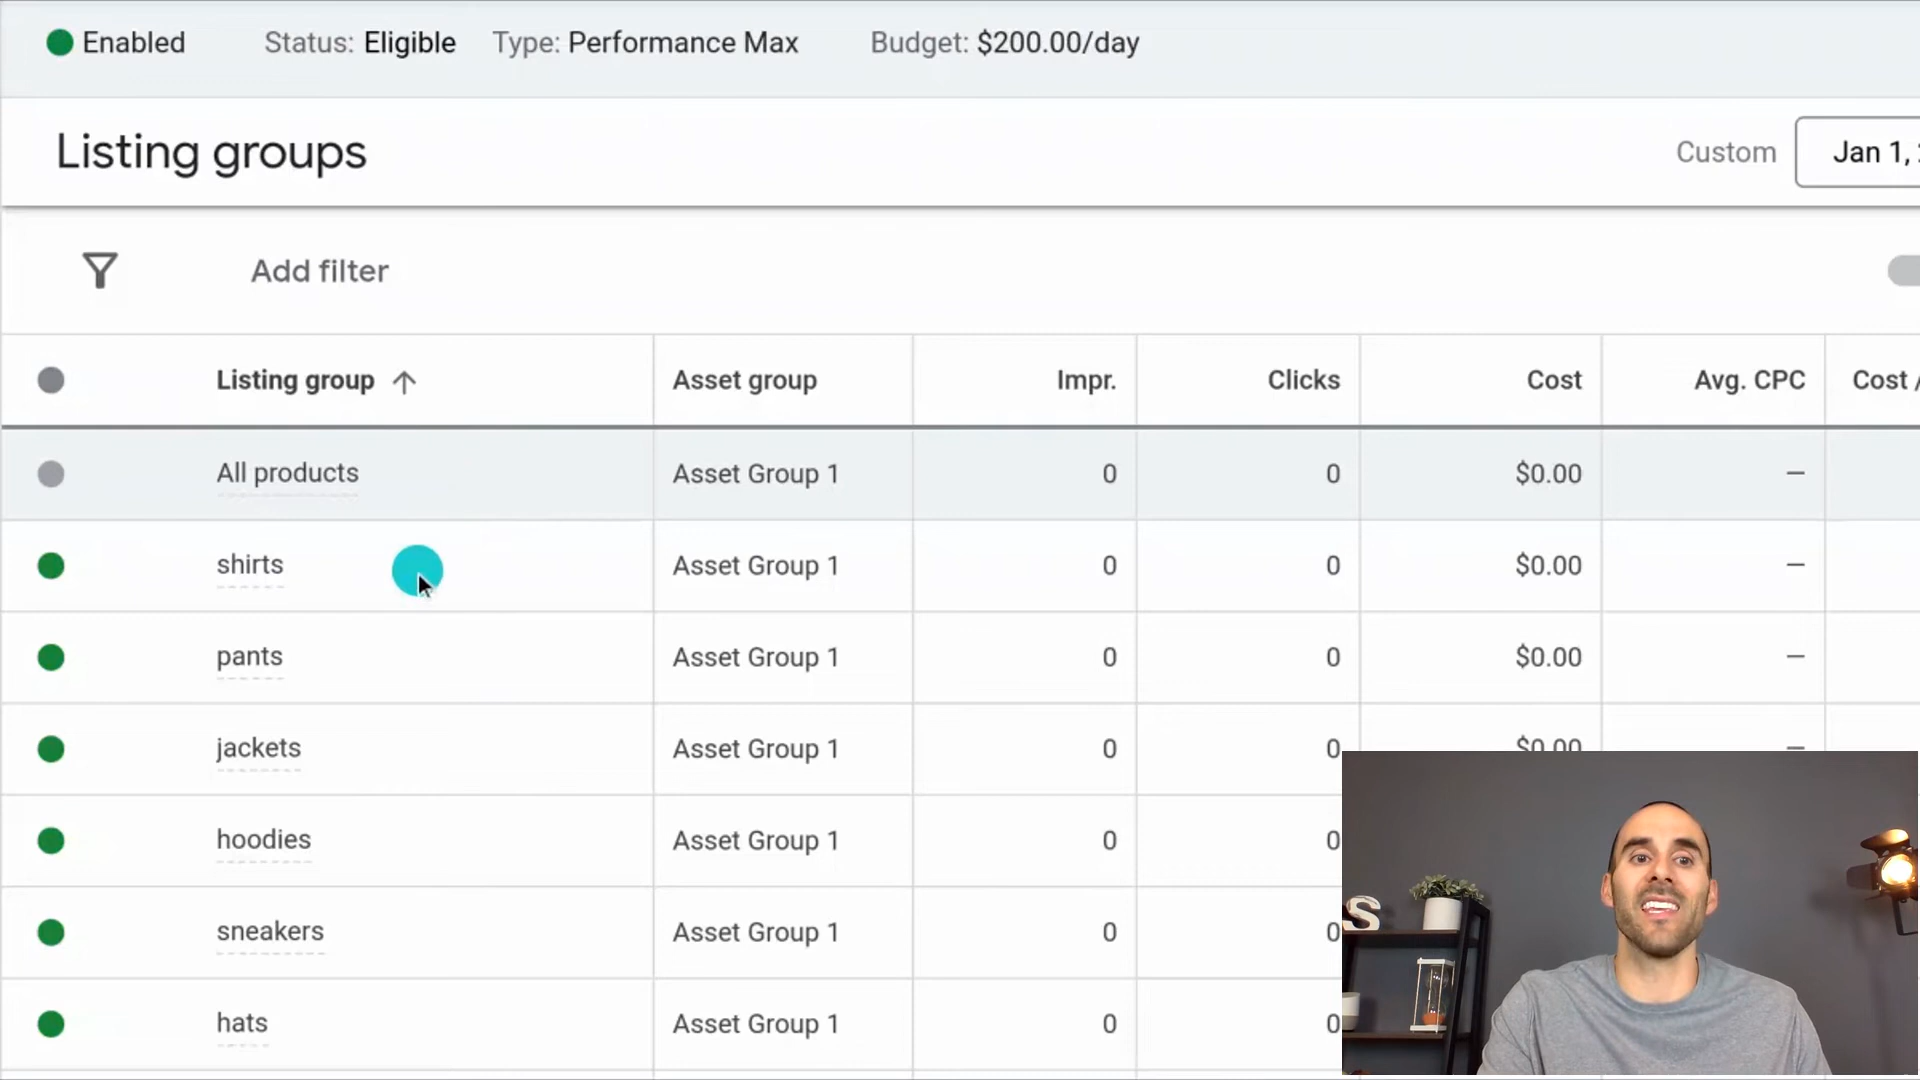 Enabled Status: Eligible Type: Performance Max Budget: $200.00/day
Listing groups Custom Jan 1,
Add filter
Listing group Asset group Impr. Clicks Cost Avg. CPC Cost /
All products Asset Group 1 0 0 $0.00 —
shirts Asset Group 1 0 0 $0.00 —
pants Asset Group 1 0 0 $0.00 —
jackets Asset Group 1 0 0 $0.00 —
hoodies Asset Group 1 0 0
sneakers Asset Group 1 0 0
hats Asset Group 1 0 0
S